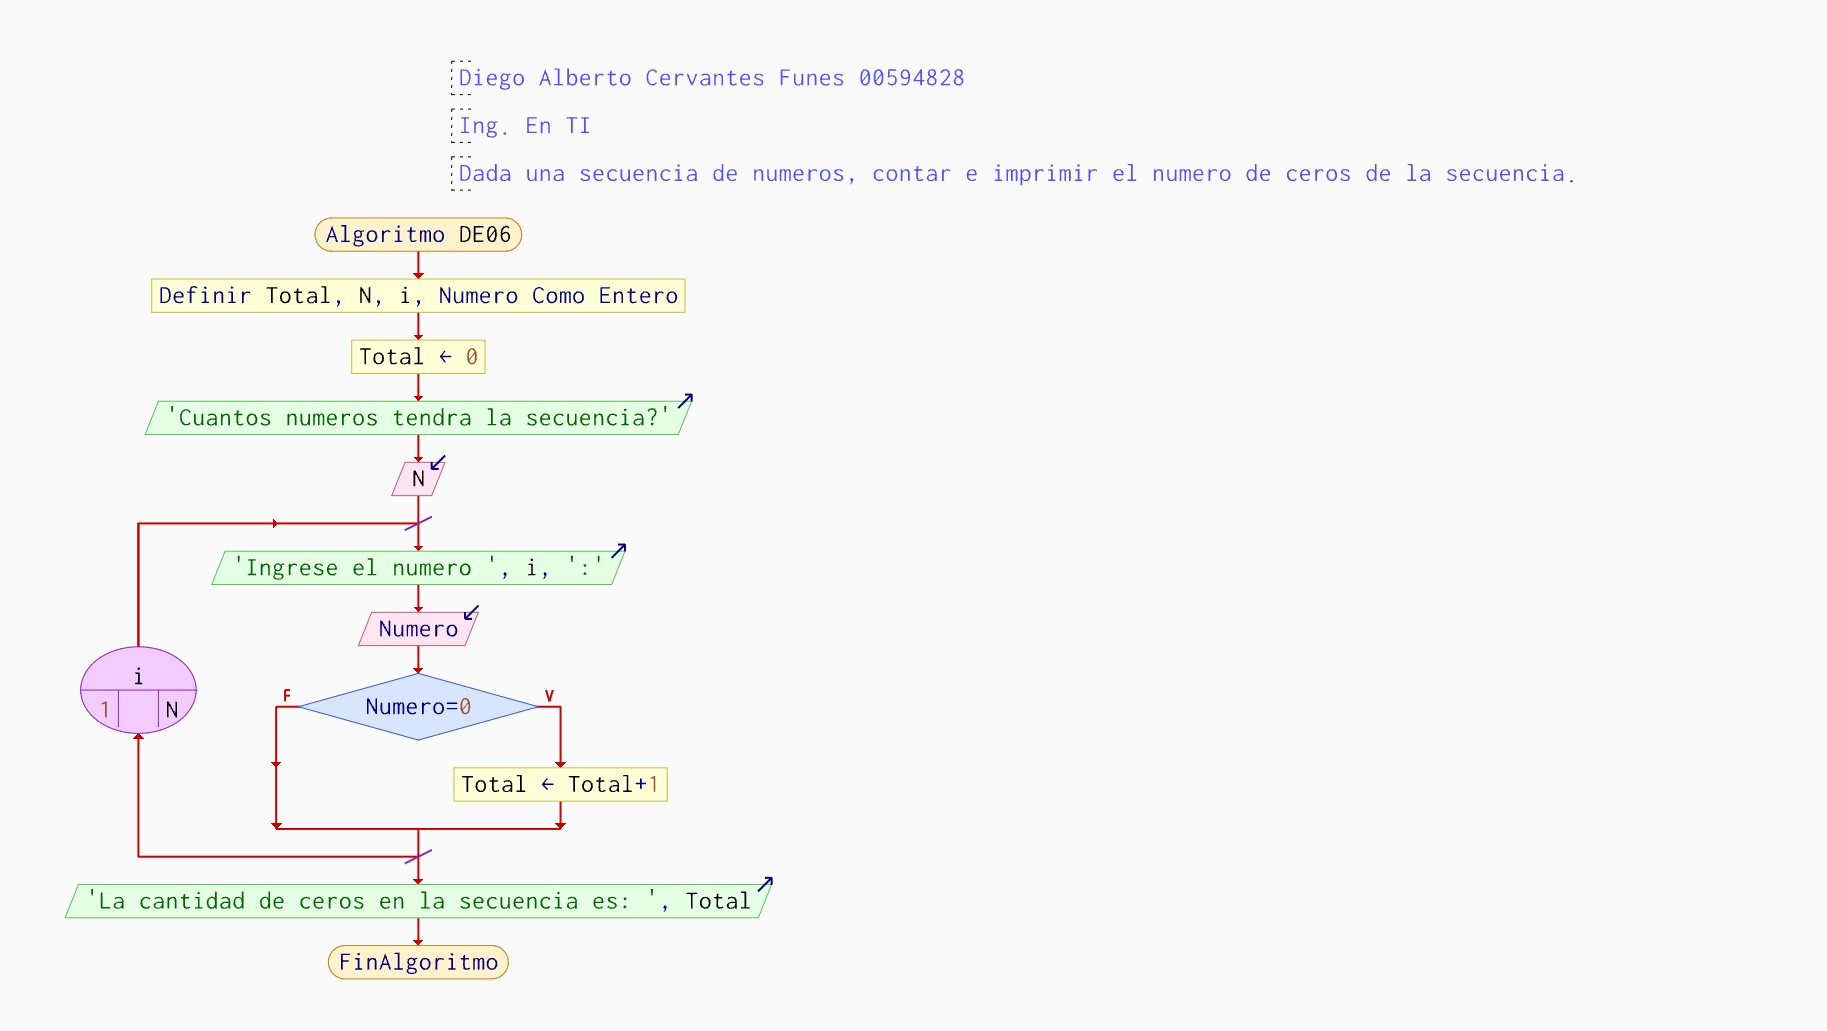 Diego Alberto Cervantes Funes 00594828
Ing. En TI
Dada una secuencia de numeros, contar e imprimir el numero de ceros de la secuencia.
Algoritmo DE06
Definir Total, N, i, Numero Como Entero
Total ← 0
'Cuantos numeros tendra la secuencia?'
N
'Ingrese el numero ', i, ':'
Numero
i
1 N
F V
Numero=0
Total ← Total+1
'La cantidad de ceros en la secuencia es: ', Total
FinAlgoritmo